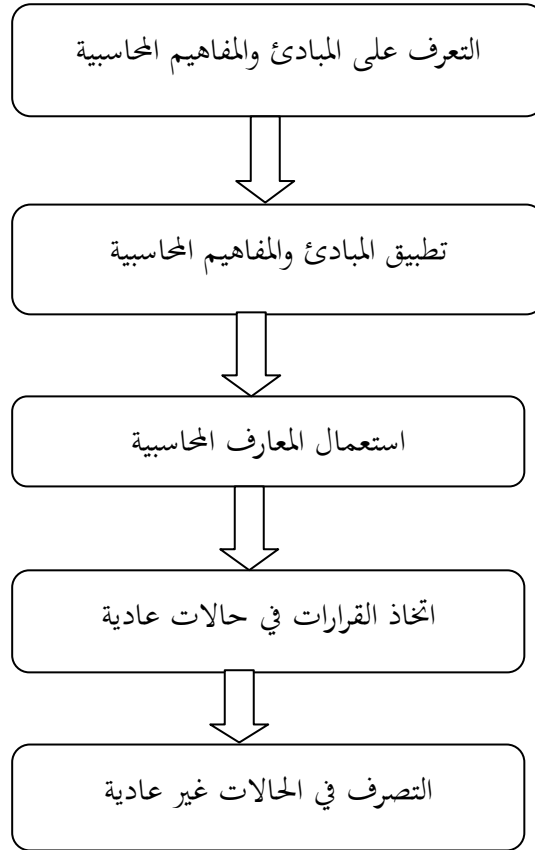 التعرف على المبادئ والمفاهيم المحاسبية
تطبيق المبادئ والمفاهيم المحاسبية
استعمال المعارف المحاسبية
اتخاذ القرارات في حالات عادية
التصرف في الحالات غير عادية